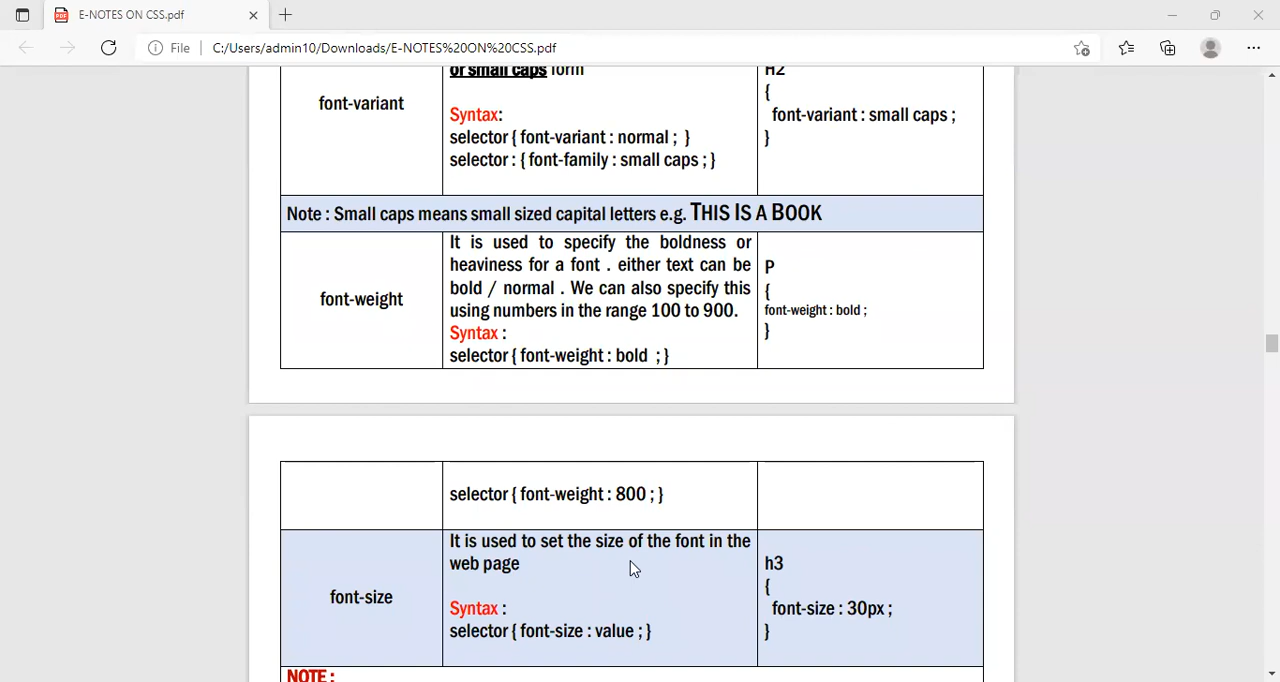 E-NOTES ON CSS.pdf
File C:/Users/admin10/Downloads/E-NOTES%20ON%20CSS.pdf
or small caps form
font-variant
Syntax:
selector { font-variant : normal ; }
selector : { font-family : small caps ; }
H2
{
font-variant : small caps ;
}
Note : Small caps means small sized capital letters e.g. THIS IS A BOOK
font-weight
It is used to specify the boldness or
heaviness for a font . either text can be
bold / normal . We can also specify this
using numbers in the range 100 to 900.
Syntax :
selector { font-weight : bold ; }
P
{
font-weight : bold ;
}
selector { font-weight : 800 ; }
font-size
It is used to set the size of the font in the
web page
Syntax :
selector { font-size : value ; }
h3
{
font-size : 30px ;
}
NOTE :